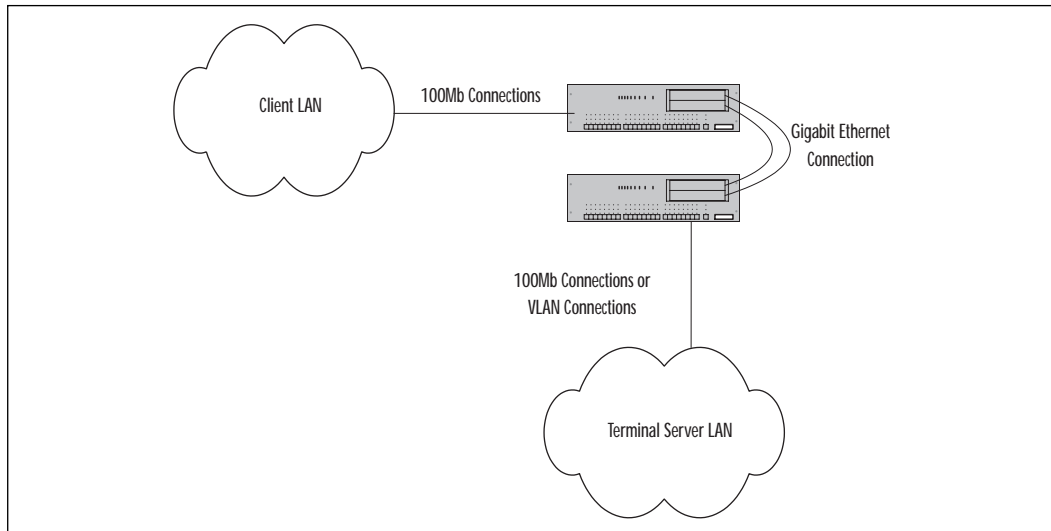 Client LAN
100Mb Connections
Gigabit Ethernet
Connection
100Mb Connections or
VLAN Connections
Terminal Server LAN